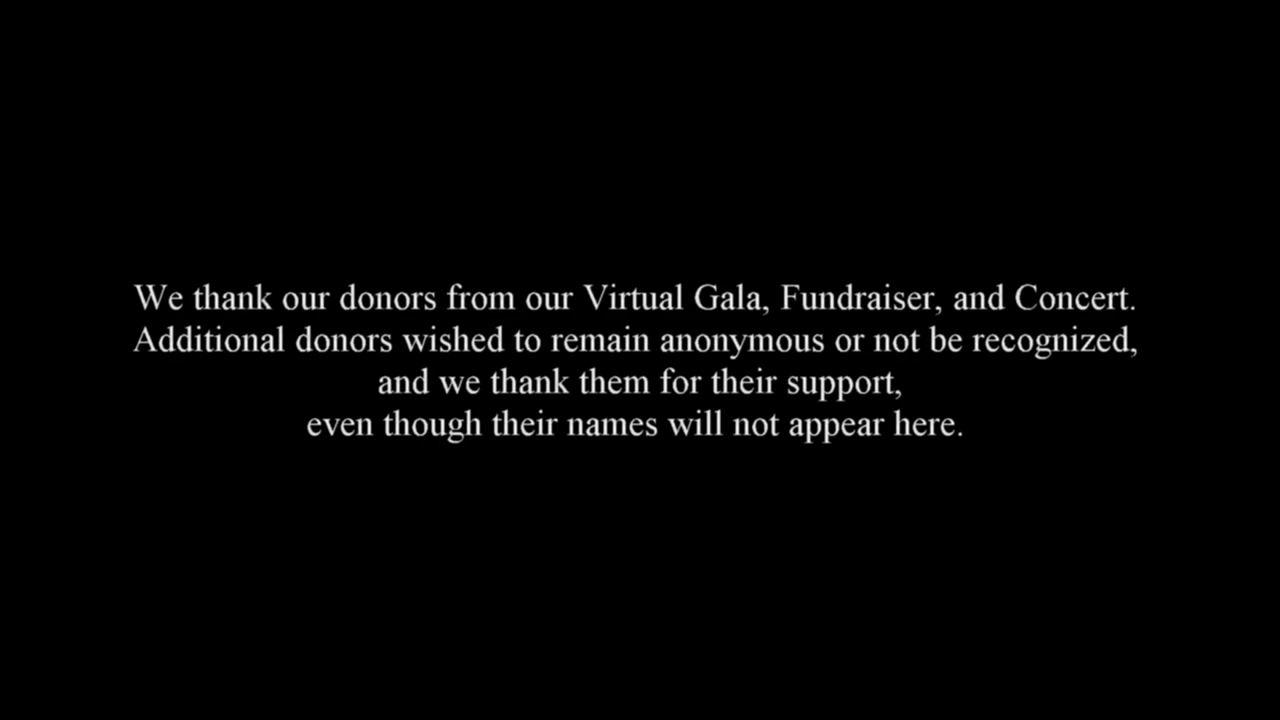 We thank our donors from our Virtual Gala, Fundraiser, and Concert.
Additional donors wished to remain anonymous or not be recognized,
and we thank them for their support,
even though their names will not appear here.